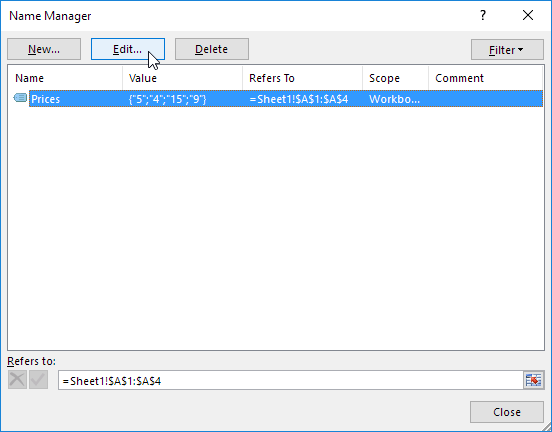 Name Manager
? ×
New... Edit... Delete Filter
Name Value Refers To Scope Comment
Prices {"5";"4";"15";"9"} =Sheet1!$A$1:$A$4 Workbo...
Refers to:
=Sheet1!$A$1:$A$4
Close